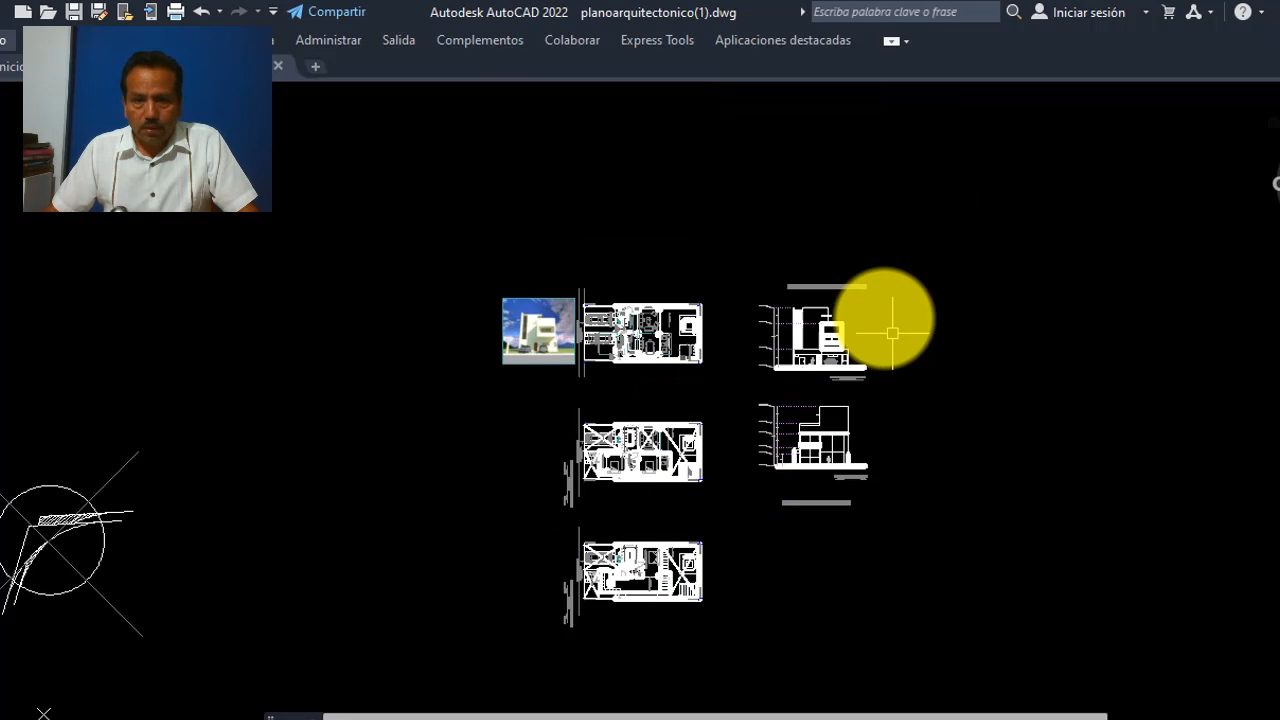 Compartir Autodesk AutoCAD 2022 planoarquitectonico(1).dwg Escriba palabra clave o frase Iniciar sesión
Administrar Salida Complementos Colaborar Express Tools Aplicaciones destacadas